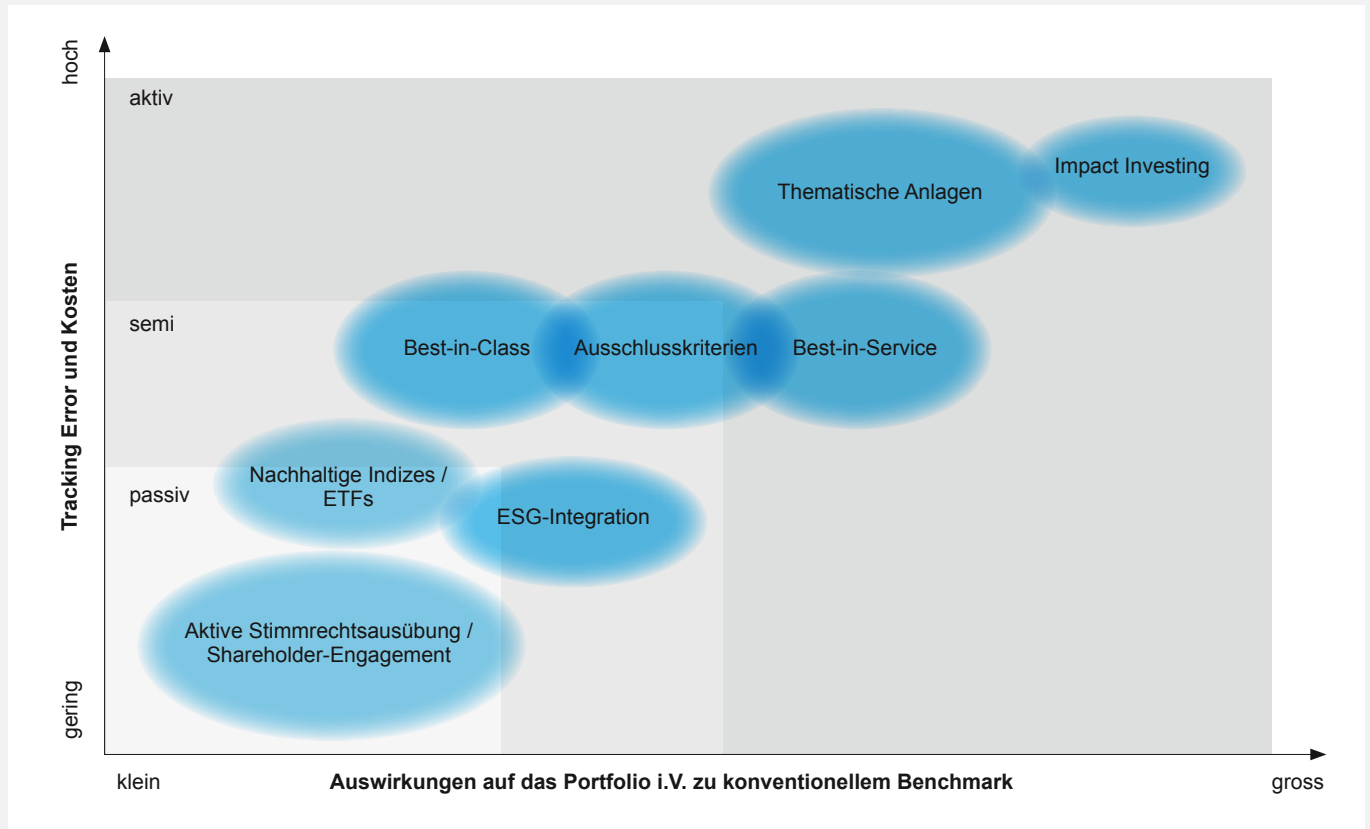 hoch
aktiv
Impact Investing
Thematische Anlagen
Tracking Error und Kosten
semi
Best-in-Class
Ausschlusskriterien
Best-in-Service
passiv
Nachhaltige Indizes /
ETFs
ESG-Integration
Aktive Stimmrechtsausübung /
Shareholder-Engagement
gering
klein
Auswirkungen auf das Portfolio i.V. zu konventionellem Benchmark
gross